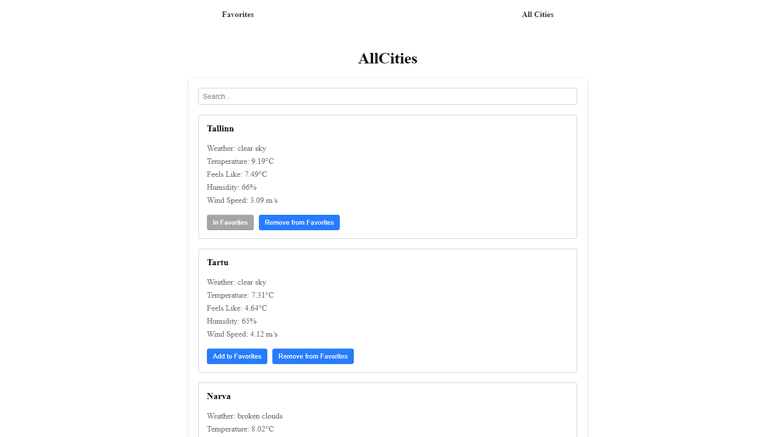 Favorites
All Cities
AllCities
Search...
Tallinn
Weather: clear sky
Temperature: 9.19°C
Feels Like: 7.49°C
Humidity: 66%
Wind Speed: 3.09 m/s
In Favorites
Remove from Favorites
Tartu
Weather: clear sky
Temperature: 7.31°C
Feels Like: 4.64°C
Humidity: 65%
Wind Speed: 4.12 m/s
Add to Favorites
Remove from Favorites
Narva
Weather: broken clouds
Temperature: 8.02°C